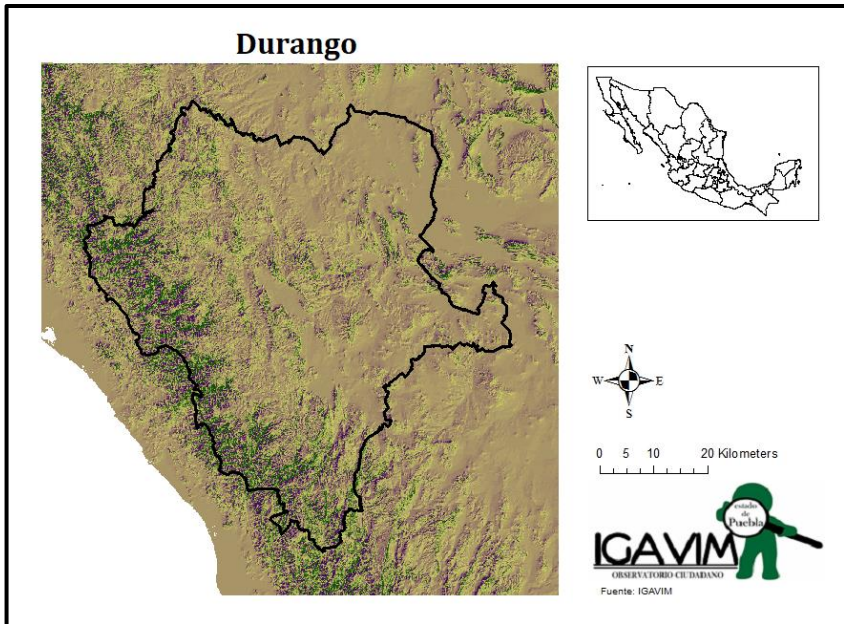 Durango
N
W E
S
0 5 10 20 Kilometers
estado
de
Puebla
IGAVIM
OBSERVATORIO CIUDADANO
Fuente: IGAVIM